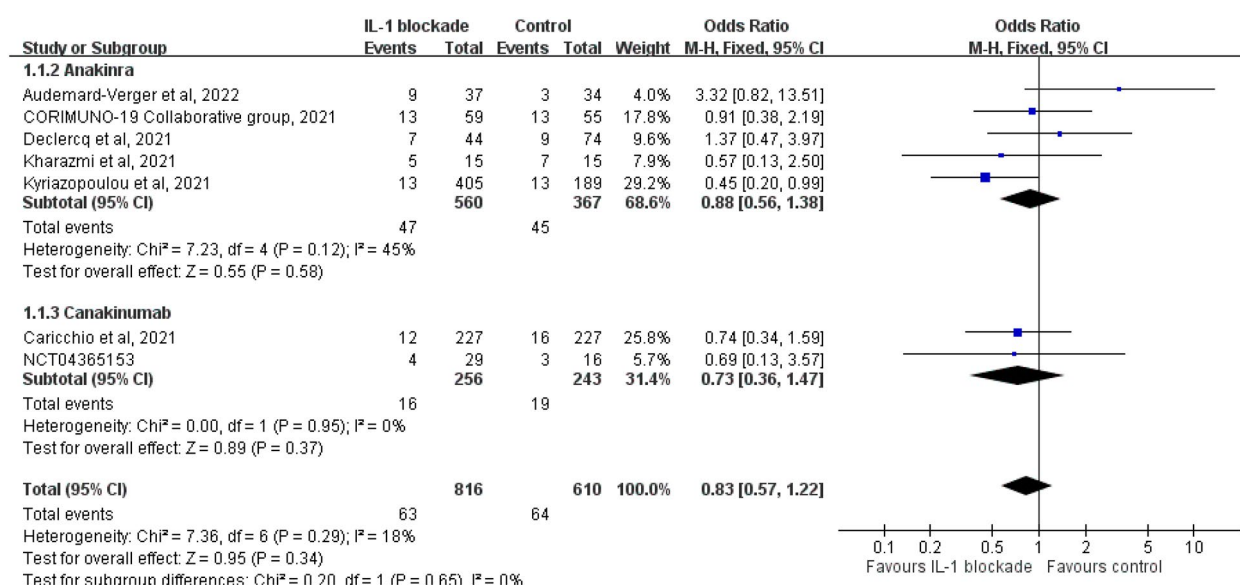 IL-1 blockade Control Odds Ratio Odds Ratio
Study or Subgroup Events Total Events Total Weight M-H, Fixed, 95% CI M-H, Fixed, 95% CI
1.1.2 Anakinra
Audemard-Verger et al, 2022 9 37 3 34 4.0% 3.32 [0.82, 13.51]
CORIMUNO-19 Collaborative group, 2021 13 59 13 55 17.8% 0.91 [0.38, 2.19]
Declercq et al, 2021 7 44 9 74 9.6% 1.37 [0.47, 3.97]
Kharazmi et al, 2021 5 15 7 15 7.9% 0.57 [0.13, 2.50]
Kyriazopoulou et al, 2021 13 405 13 189 29.2% 0.45 [0.20, 0.99]
Subtotal (95% CI) 560 367 68.6% 0.88 [0.56, 1.38]
Total events 47 45
Heterogeneity: Chi² = 7.23, df = 4 (P = 0.12); I² = 45%
Test for overall effect: Z = 0.55 (P = 0.58)
1.1.3 Canakinumab
Caricchio et al, 2021 12 227 16 227 25.8% 0.74 [0.34, 1.59]
NCT04365153 4 29 3 16 5.7% 0.69 [0.13, 3.57]
Subtotal (95% CI) 256 243 31.4% 0.73 [0.36, 1.47]
Total events 16 19
Heterogeneity: Chi² = 0.00, df = 1 (P = 0.95); I² = 0%
Test for overall effect: Z = 0.89 (P = 0.37)
Total (95% CI) 816 610 100.0% 0.83 [0.57, 1.22]
Total events 63 64
Heterogeneity: Chi² = 7.36, df = 6 (P = 0.29); I² = 18%
Test for overall effect: Z = 0.95 (P = 0.34)
Test for subgroup differences: Chi² = 0.20, df = 1 (P = 0.65), I² = 0%
0.1 0.2 0.5 1 2 5 10
Favours IL-1 blockade Favours control